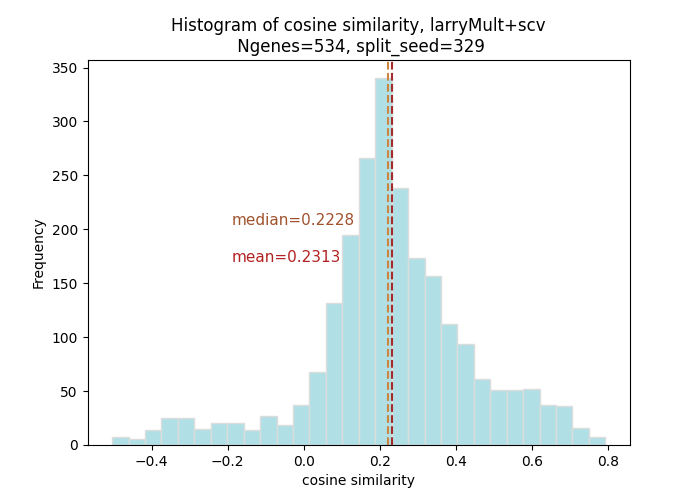 Histogram of cosine similarity, larryMult+scv
Ngenes=534, split_seed=329
350
300
250
200
150
100
50
0
Frequency
median=0.2228
mean=0.2313
−0.4
−0.2
0.0
0.2
0.4
0.6
0.8
cosine similarity